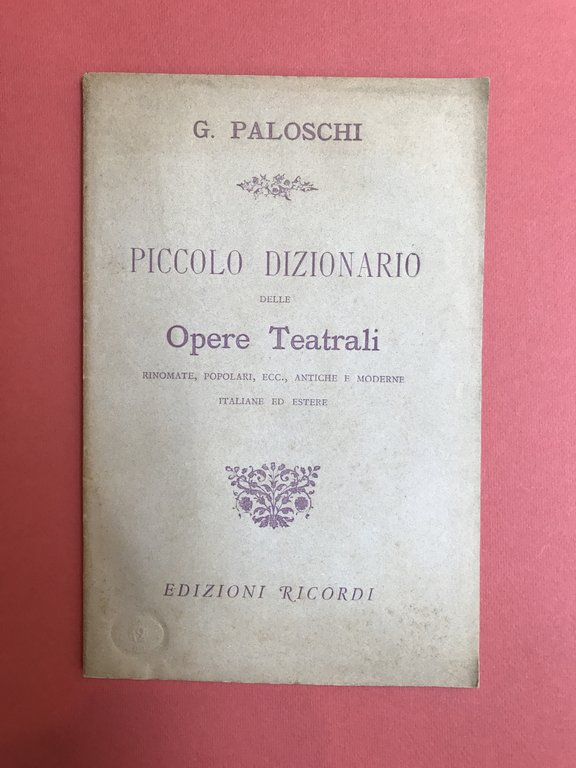 G. PALOSCHI
PICCOLO DIZIONARIO
DELLE
Opere Teatrali
RINOMATE, POPOLARI, ECC., ANTICHE E MODERNE
ITALIANE ED ESTERE
EDIZIONI RICORDI